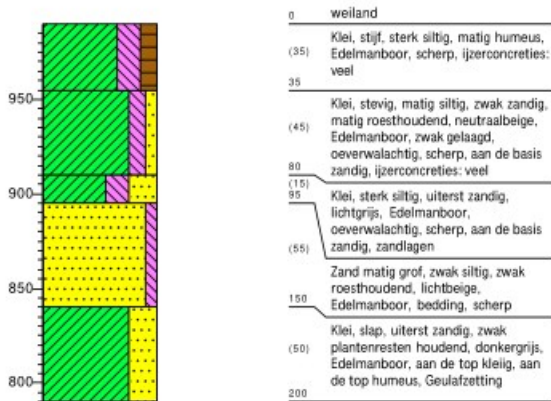 950
900
850
800
0 weiland
(35) Klei, stijf, sterk siltig, matig humeus,
Edelmanboor, scherp, ijzerconcreties:
veel
35
(45) Klei, stevig, matig siltig, zwak zandig,
matig roesthoudend, neutraalbeige,
Edelmanboor, zwak gelaagd,
oeverwalachtig, scherp, aan de basis
zandig, ijzerconcreties: veel
80
(15)
95
Klei, sterk siltig, uiterst zandig,
lichtgrijs, Edelmanboor,
oeverwalachtig, scherp, aan de basis
zandig, zandlagen
(55)
Zand matig grof, zwak siltig, zwak
roesthoudend, lichtbeige,
Edelmanboor, bedding, scherp
150
(50) Klei, slap, uiterst zandig, zwak
plantenresten houdend, donkergrijs,
Edelmanboor, aan de top kleiig, aan
de top humeus, Geulafzetting
200